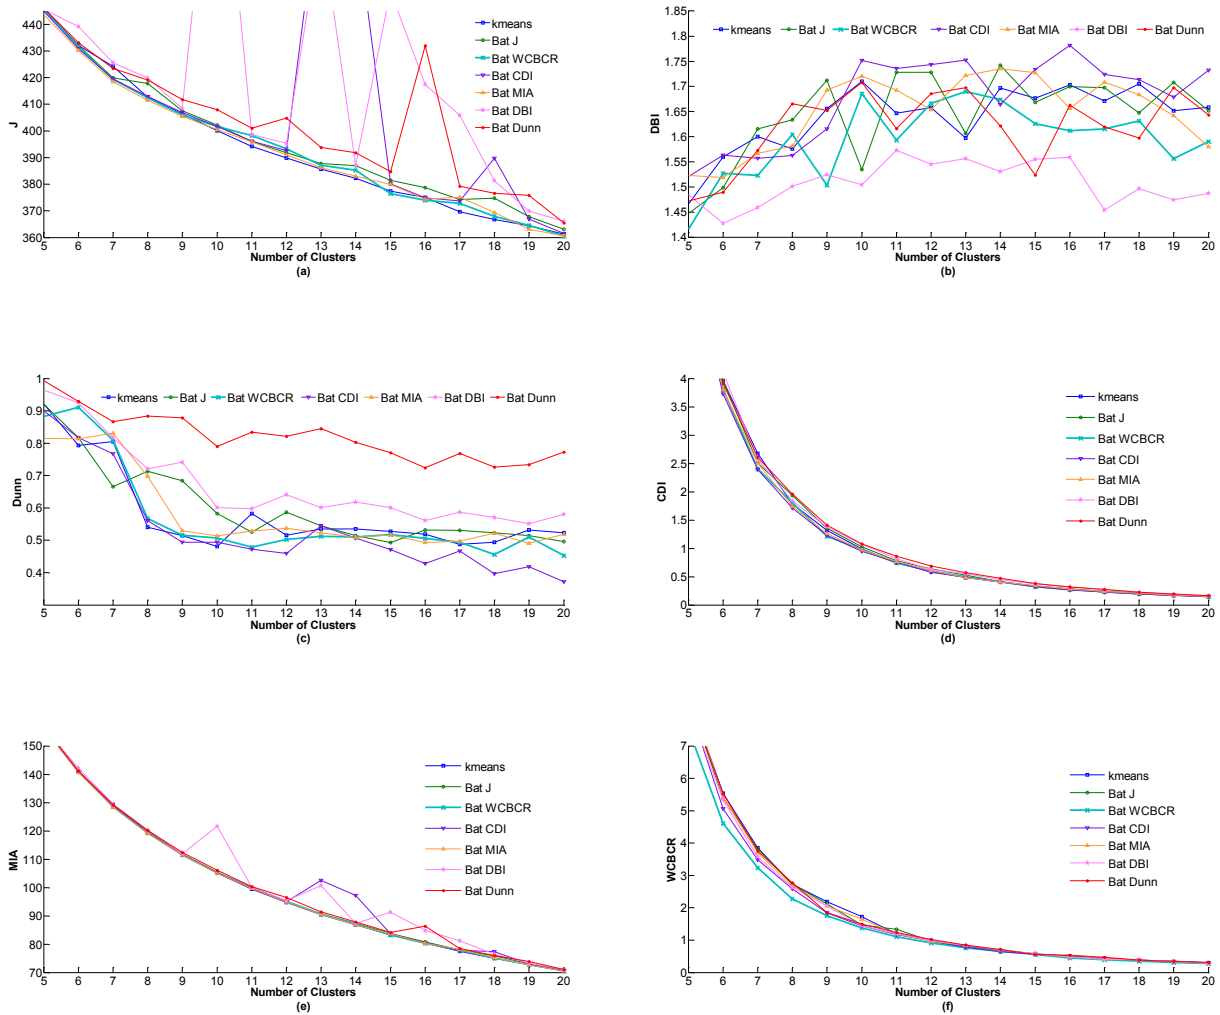 J
440
430
420
410
400
390
380
370
360
5 6 7 8 9 10 11 12 13 14 15 16 17 18 19 20
Number of Clusters
(a)
kmeans
Bat J
Bat WCBCR
Bat CDI
Bat MIA
Bat DBI
Bat Dunn
DBI
1.85
1.8
1.75
1.7
1.65
1.6
1.55
1.5
1.45
1.4
5 6 7 8 9 10 11 12 13 14 15 16 17 18 19 20
Number of Clusters
(b)
kmeans Bat J Bat WCBCR Bat CDI Bat MIA Bat DBI Bat Dunn
Dunn
1
0.9
0.8
0.7
0.6
0.5
0.4
5 6 7 8 9 10 11 12 13 14 15 16 17 18 19 20
Number of Clusters
(c)
kmeans Bat J Bat WCBCR Bat CDI Bat MIA Bat DBI Bat Dunn
CDI
4
3.5
3
2.5
2
1.5
1
0.5
0
5 6 7 8 9 10 11 12 13 14 15 16 17 18 19 20
Number of Clusters
(d)
kmeans
Bat J
Bat WCBCR
Bat CDI
Bat MIA
Bat DBI
Bat Dunn
MIA
150
140
130
120
110
100
90
80
70
5 6 7 8 9 10 11 12 13 14 15 16 17 18 19 20
Number of Clusters
(e)
kmeans
Bat J
Bat WCBCR
Bat CDI
Bat MIA
Bat DBI
Bat Dunn
WCBCR
7
6
5
4
3
2
1
0
5 6 7 8 9 10 11 12 13 14 15 16 17 18 19 20
Number of Clusters
(f)
kmeans
Bat J
Bat WCBCR
Bat CDI
Bat MIA
Bat DBI
Bat Dunn